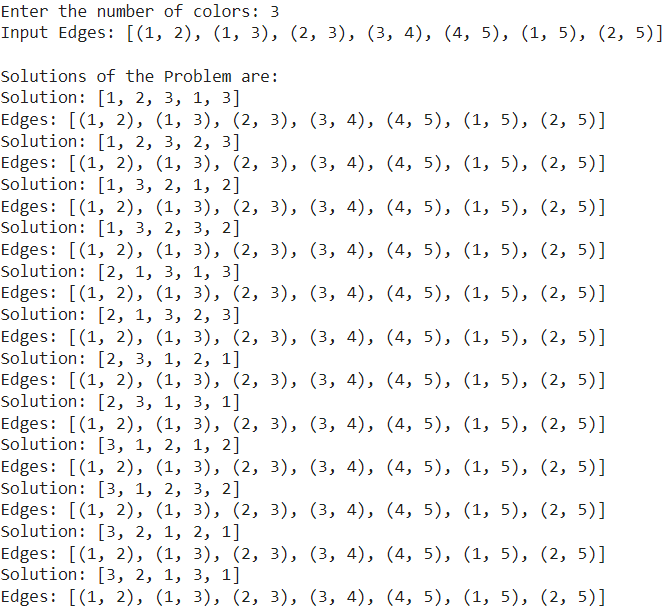 Enter the number of colors: 3
Input Edges: [(1, 2), (1, 3), (2, 3), (3, 4), (4, 5), (1, 5), (2, 5)]
Solutions of the Problem are:
Solution: [1, 2, 3, 1, 3]
Edges: [(1, 2), (1, 3), (2, 3), (3, 4), (4, 5), (1, 5), (2, 5)]
Solution: [1, 2, 3, 2, 3]
Edges: [(1, 2), (1, 3), (2, 3), (3, 4), (4, 5), (1, 5), (2, 5)]
Solution: [1, 3, 2, 1, 2]
Edges: [(1, 2), (1, 3), (2, 3), (3, 4), (4, 5), (1, 5), (2, 5)]
Solution: [1, 3, 2, 3, 2]
Edges: [(1, 2), (1, 3), (2, 3), (3, 4), (4, 5), (1, 5), (2, 5)]
Solution: [2, 1, 3, 1, 3]
Edges: [(1, 2), (1, 3), (2, 3), (3, 4), (4, 5), (1, 5), (2, 5)]
Solution: [2, 1, 3, 2, 3]
Edges: [(1, 2), (1, 3), (2, 3), (3, 4), (4, 5), (1, 5), (2, 5)]
Solution: [2, 3, 1, 2, 1]
Edges: [(1, 2), (1, 3), (2, 3), (3, 4), (4, 5), (1, 5), (2, 5)]
Solution: [2, 3, 1, 3, 1]
Edges: [(1, 2), (1, 3), (2, 3), (3, 4), (4, 5), (1, 5), (2, 5)]
Solution: [3, 1, 2, 1, 2]
Edges: [(1, 2), (1, 3), (2, 3), (3, 4), (4, 5), (1, 5), (2, 5)]
Solution: [3, 1, 2, 3, 2]
Edges: [(1, 2), (1, 3), (2, 3), (3, 4), (4, 5), (1, 5), (2, 5)]
Solution: [3, 2, 1, 2, 1]
Edges: [(1, 2), (1, 3), (2, 3), (3, 4), (4, 5), (1, 5), (2, 5)]
Solution: [3, 2, 1, 3, 1]
Edges: [(1, 2), (1, 3), (2, 3), (3, 4), (4, 5), (1, 5), (2, 5)]